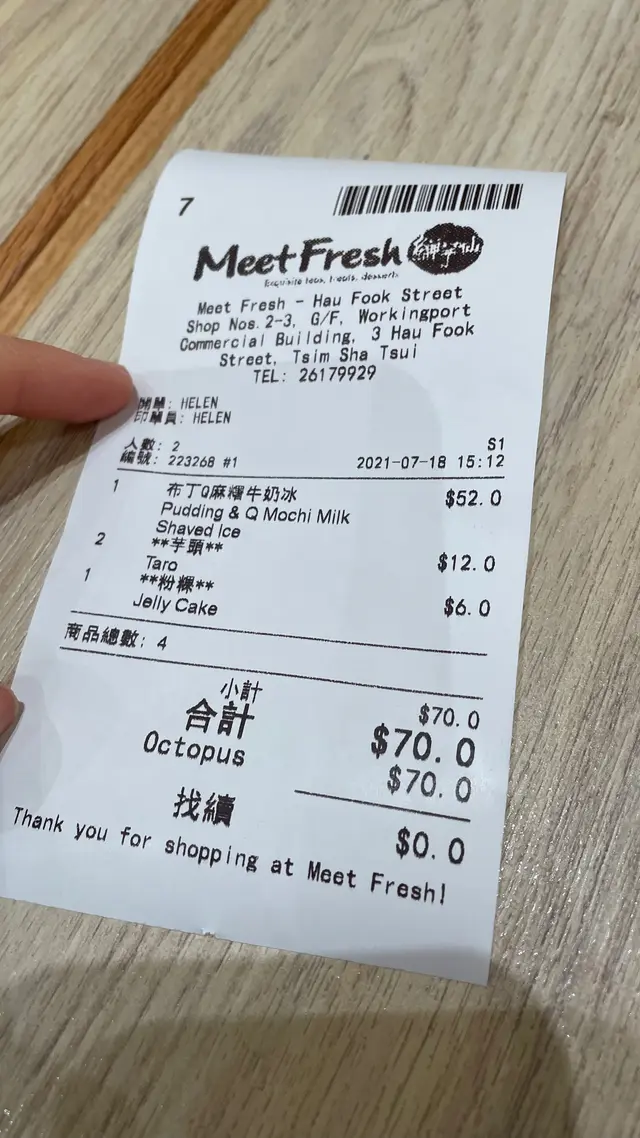 7
MeetFresh 鮮芋仙
Meet Fresh - Hau Fook Street
Shop Nos.2-3, G/F, Workingport
Commercial Building, 3 Hau Fook
Street, Tsim Sha Tsui
TEL: 26179929
開單: HELEN
印單員: HELEN
人數: 2 S1
編號: 223268 #1 2021-07-18 15:12
1 布丁Q麻糬牛奶冰 $52.0
Pudding & Q Mochi Milk
Shaved Ice
2 **芋頭** $12.0
Taro
1 **粉粿** $6.0
Jelly Cake
商品總數: 4
小計 $70.0
合計 $70.0
Octopus $70.0
找續 $0.0
Thank you for shopping at Meet Fresh!